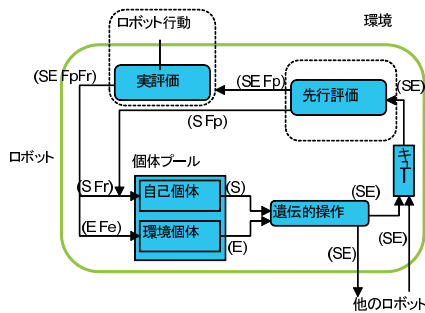 ロボット行動
環境
(SE FpFr)
実評価
(SE Fp)
先行評価
(SE)
(S Fp)
ロボット
個体プール
キュー
(S Fr)
自己個体
(S)
(SE)
遺伝的操作
(E Fe)
環境個体
(E)
(SE)
(SE)
他のロボット